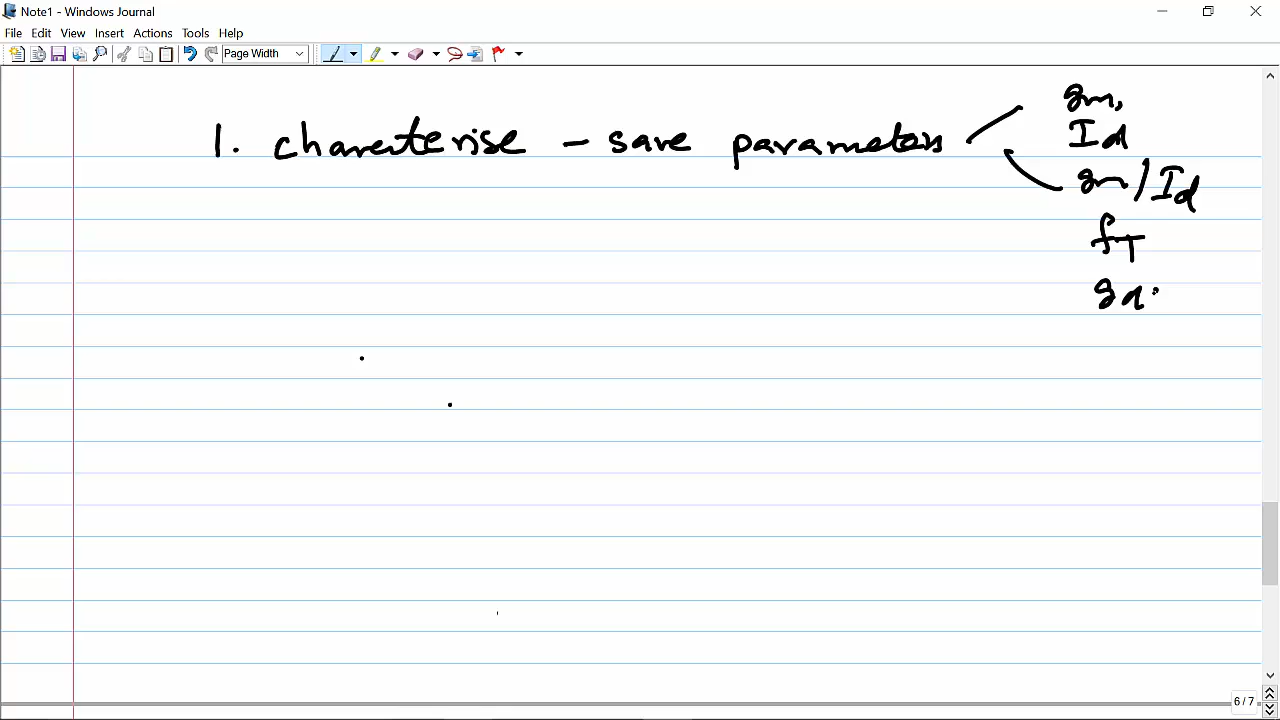 Note1 - Windows Journal
File Edit View Insert Actions Tools Help
Page Width
gm,
1. charecterise - save parameters
Id
gm/Id
fT
gd
6 / 7